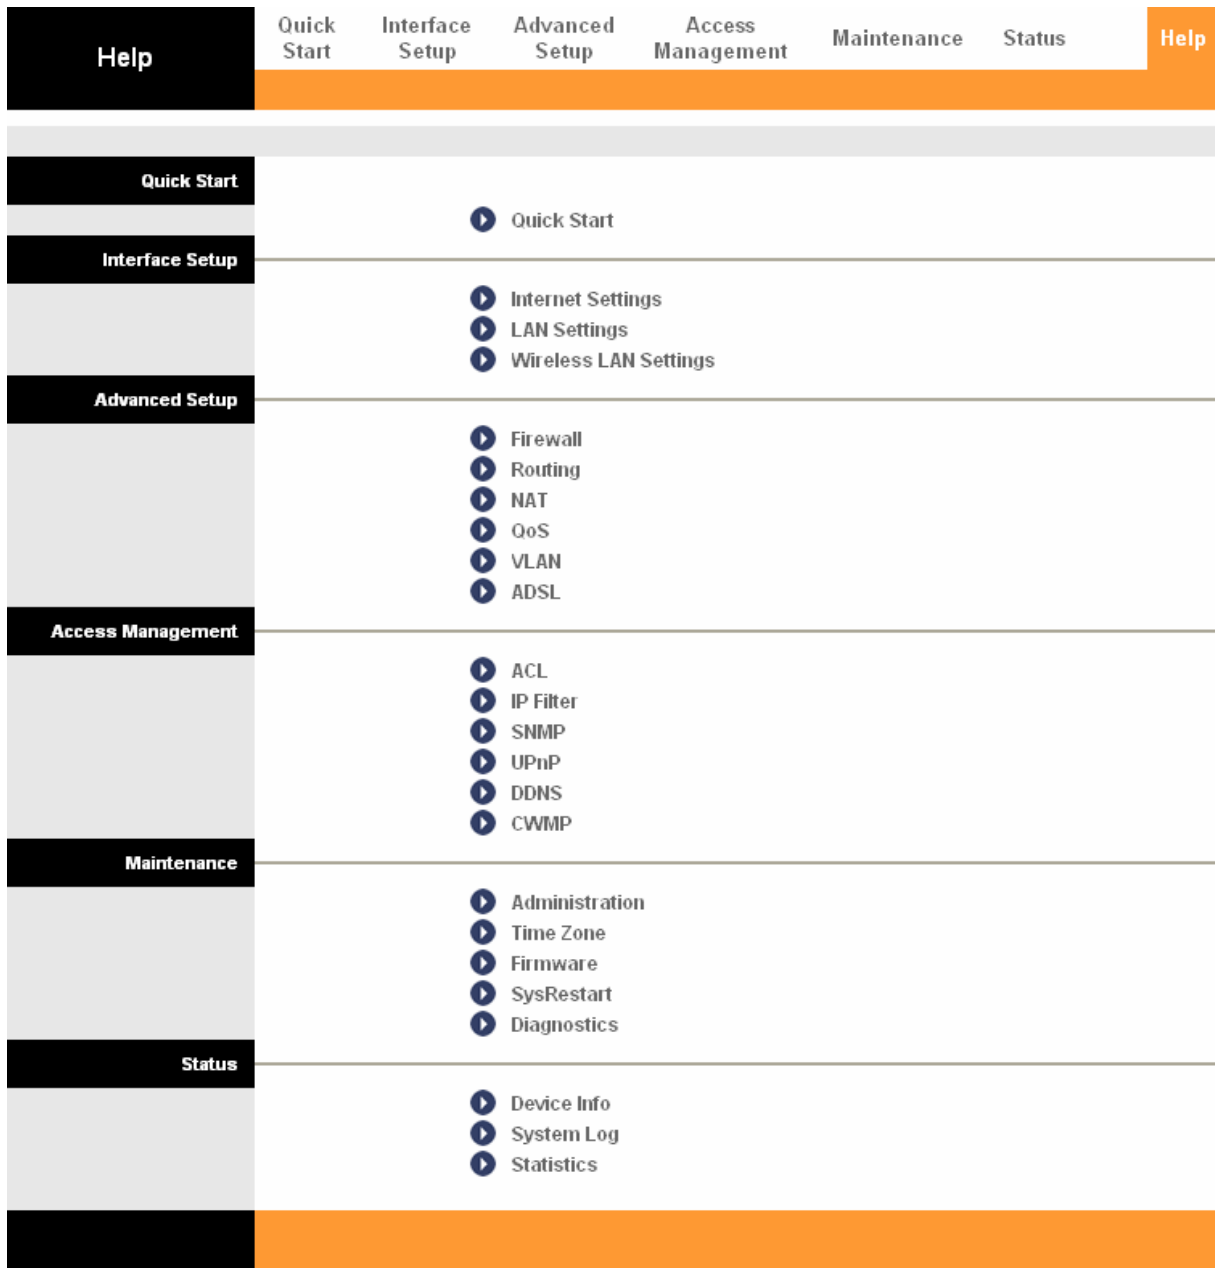 Help
Quick Start
Interface Setup
Advanced Setup
Access Management
Maintenance
Status
Help
Quick Start
Quick Start
Interface Setup
Internet Settings
LAN Settings
Wireless LAN Settings
Advanced Setup
Firewall
Routing
NAT
QoS
VLAN
ADSL
Access Management
ACL
IP Filter
SNMP
UPnP
DDNS
CWMP
Maintenance
Administration
Time Zone
Firmware
SysRestart
Diagnostics
Status
Device Info
System Log
Statistics